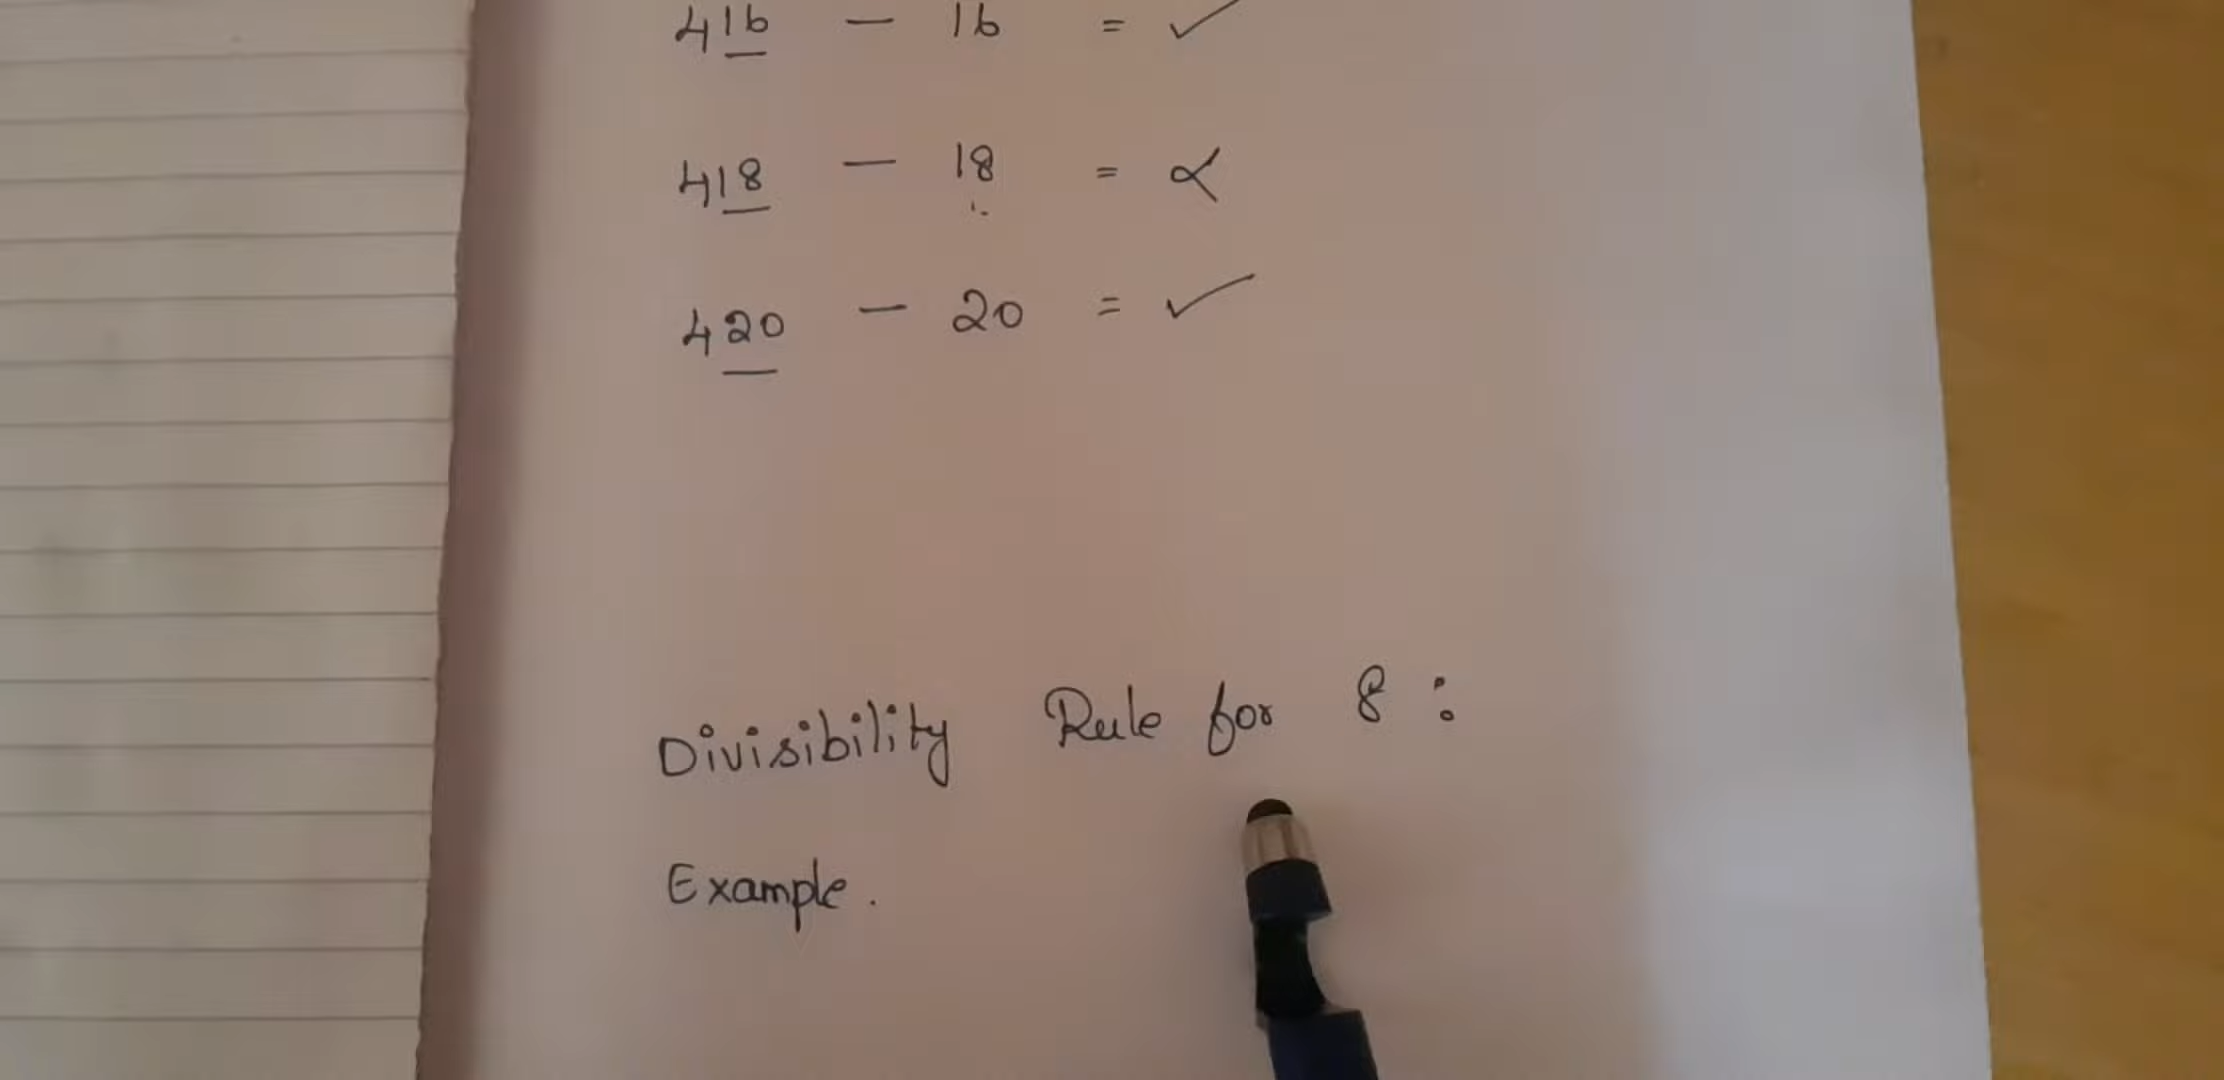 416 - 16 = ✓
418 - 18 = ✗
420 - 20 = ✓
Divisibility Rule for 8 :
Example.